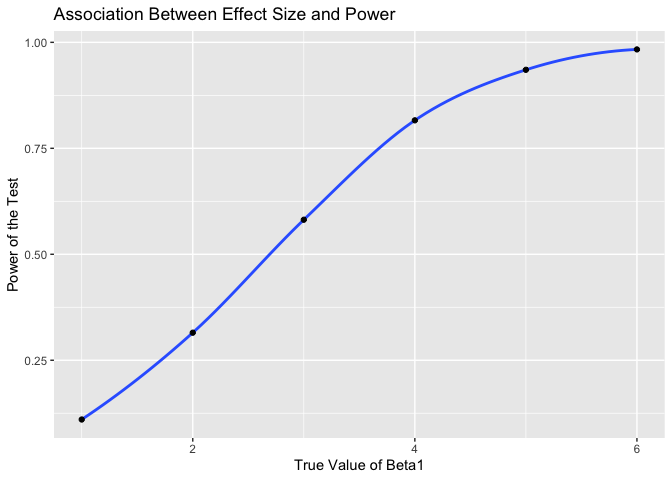 Association Between Effect Size and Power
1.00
0.75
0.50
0.25
Power of the Test
2
4
6
True Value of Beta1